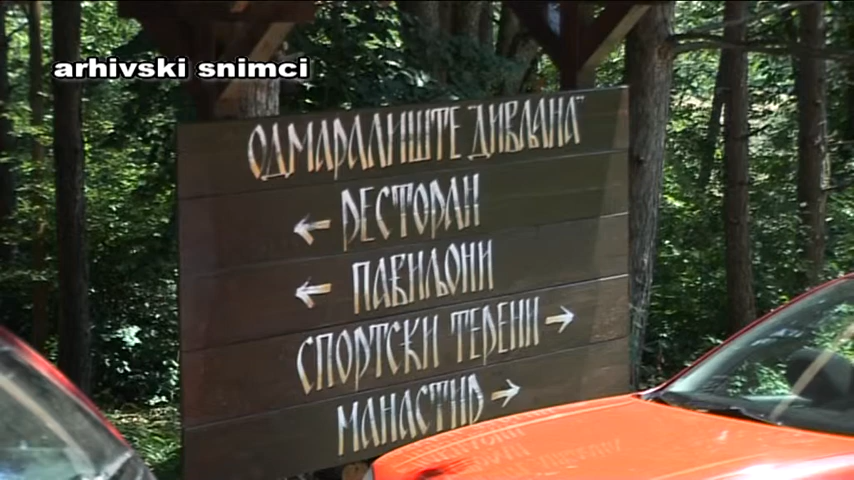 arhivski snimci
ОДМАРАЛИШТЕ "ДИВЉАНА"
← РЕСТОРАН
← ПАВИЉОНИ
СПОРТСКИ ТЕРЕНИ →
МАНАСТИР →